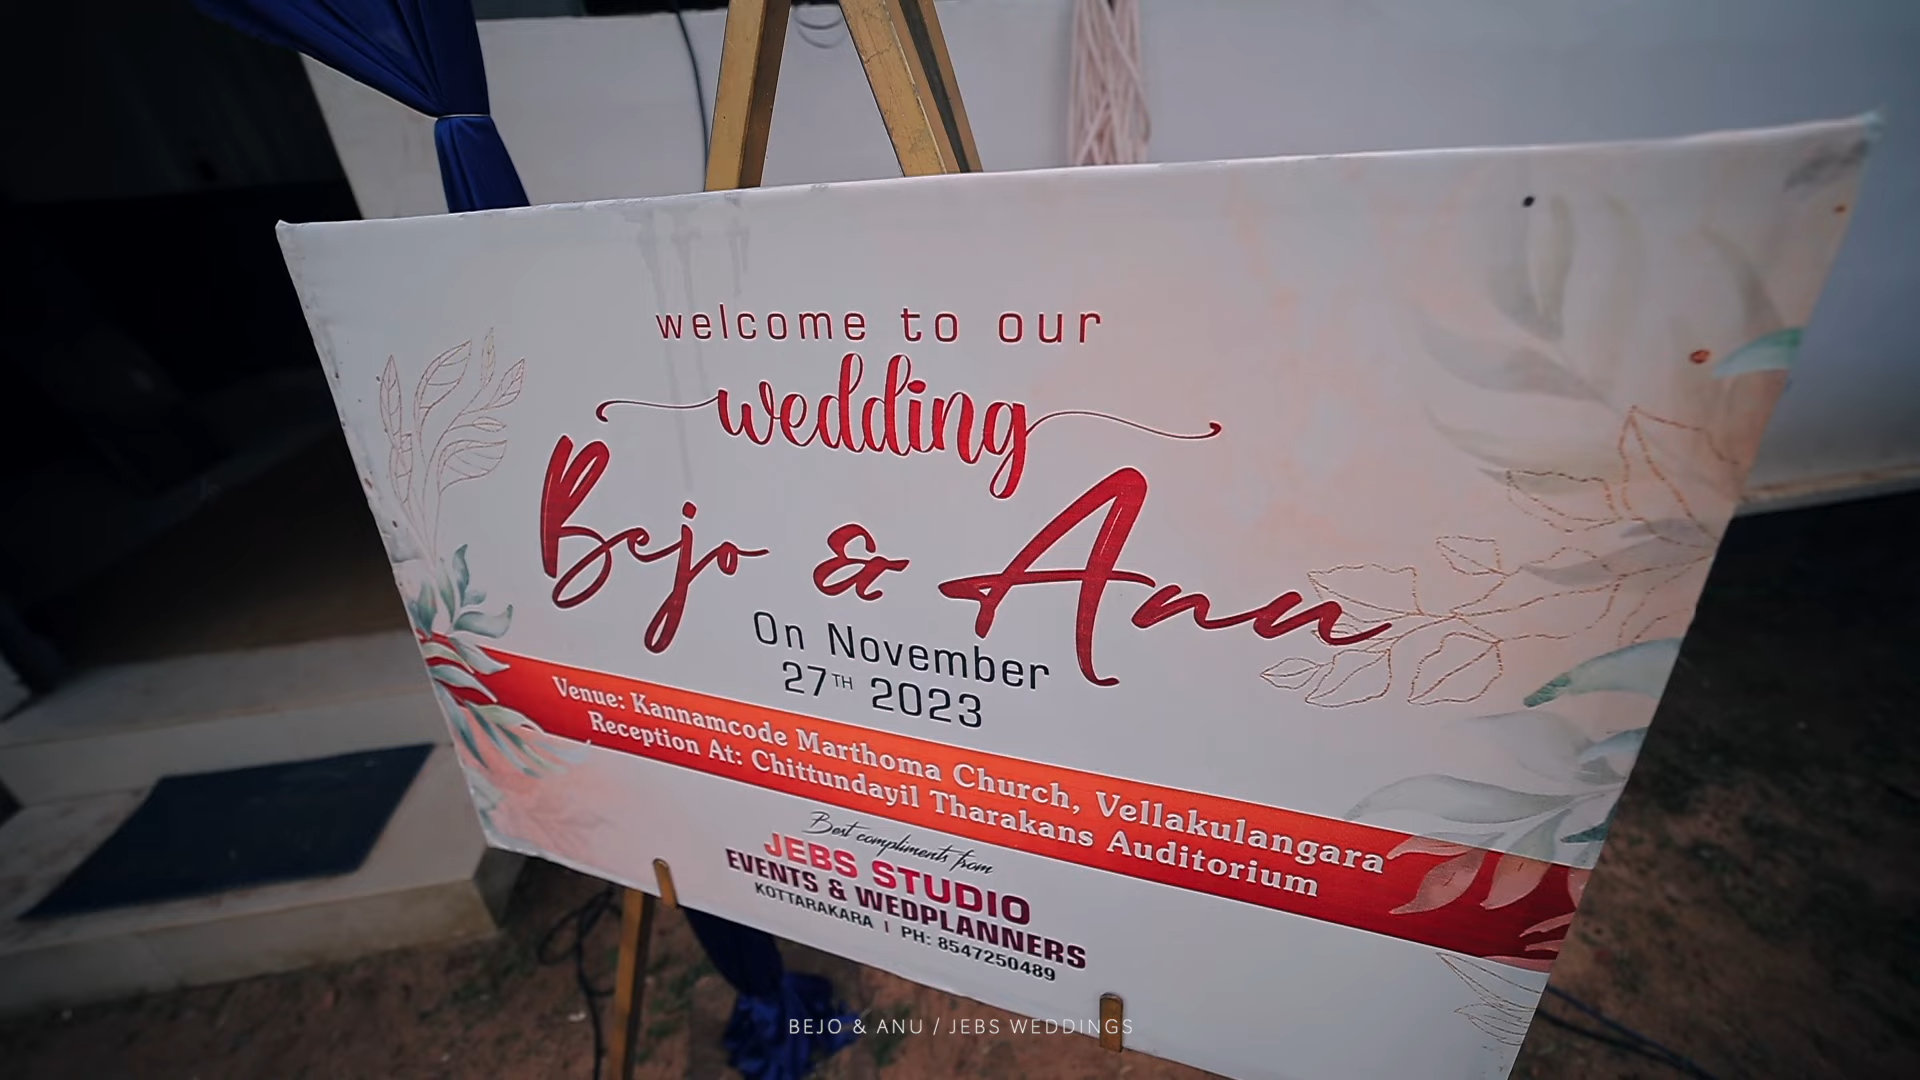 welcome to our
wedding
Bejo & Anu
On November
27TH 2023
Venue: Kannamcode Marthoma Church, Vellakulangara
Reception At: Chittundayil Tharakans Auditorium
Best compliments from
JEBS STUDIO
EVENTS & WEDPLANNERS
KOTTARAKARA | PH: 8547250489
BEJO & ANU / JEBS WEDDINGS